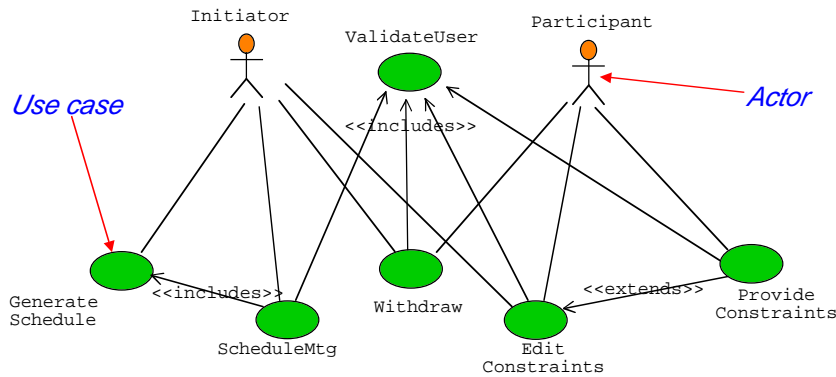 Initiator
Participant
ValidateUser
Use case
Actor
<<includes>>
<<includes>>
<<extends>>
Generate
Schedule
ScheduleMtg
Withdraw
Edit
Constraints
Provide
Constraints